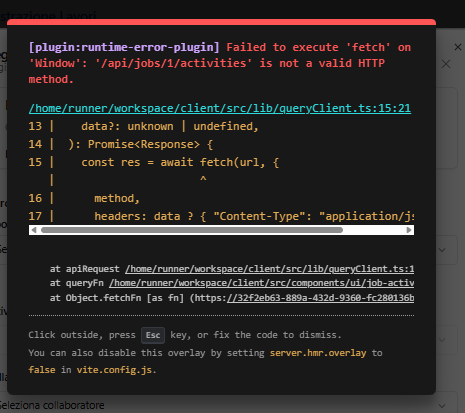 strazione Lavori
[plugin:runtime-error-plugin] Failed to execute 'fetch' on
'Window': '/api/jobs/1/activities' is not a valid HTTP
method.
/home/runner/workspace/client/src/lib/queryClient.ts:15:21
13 |    data?: unknown | undefined,
14 |  ): Promise<Response> {
15 |    const res = await fetch(url, {
   |                      ^
16 |      method,
17 |      headers: data ? { "Content-Type": "application/js
at apiRequest /home/runner/workspace/client/src/lib/queryClient.ts:1
at queryFn /home/runner/workspace/client/src/components/ui/job-activ
at Object.fetchFn [as fn] (https://32f2eb63-889a-432d-9360-fc280136b
Click outside, press Esc key, or fix the code to dismiss.
You can also disable this overlay by setting server.hmr.overlay to
false in vite.config.js.
Seleziona collaboratore